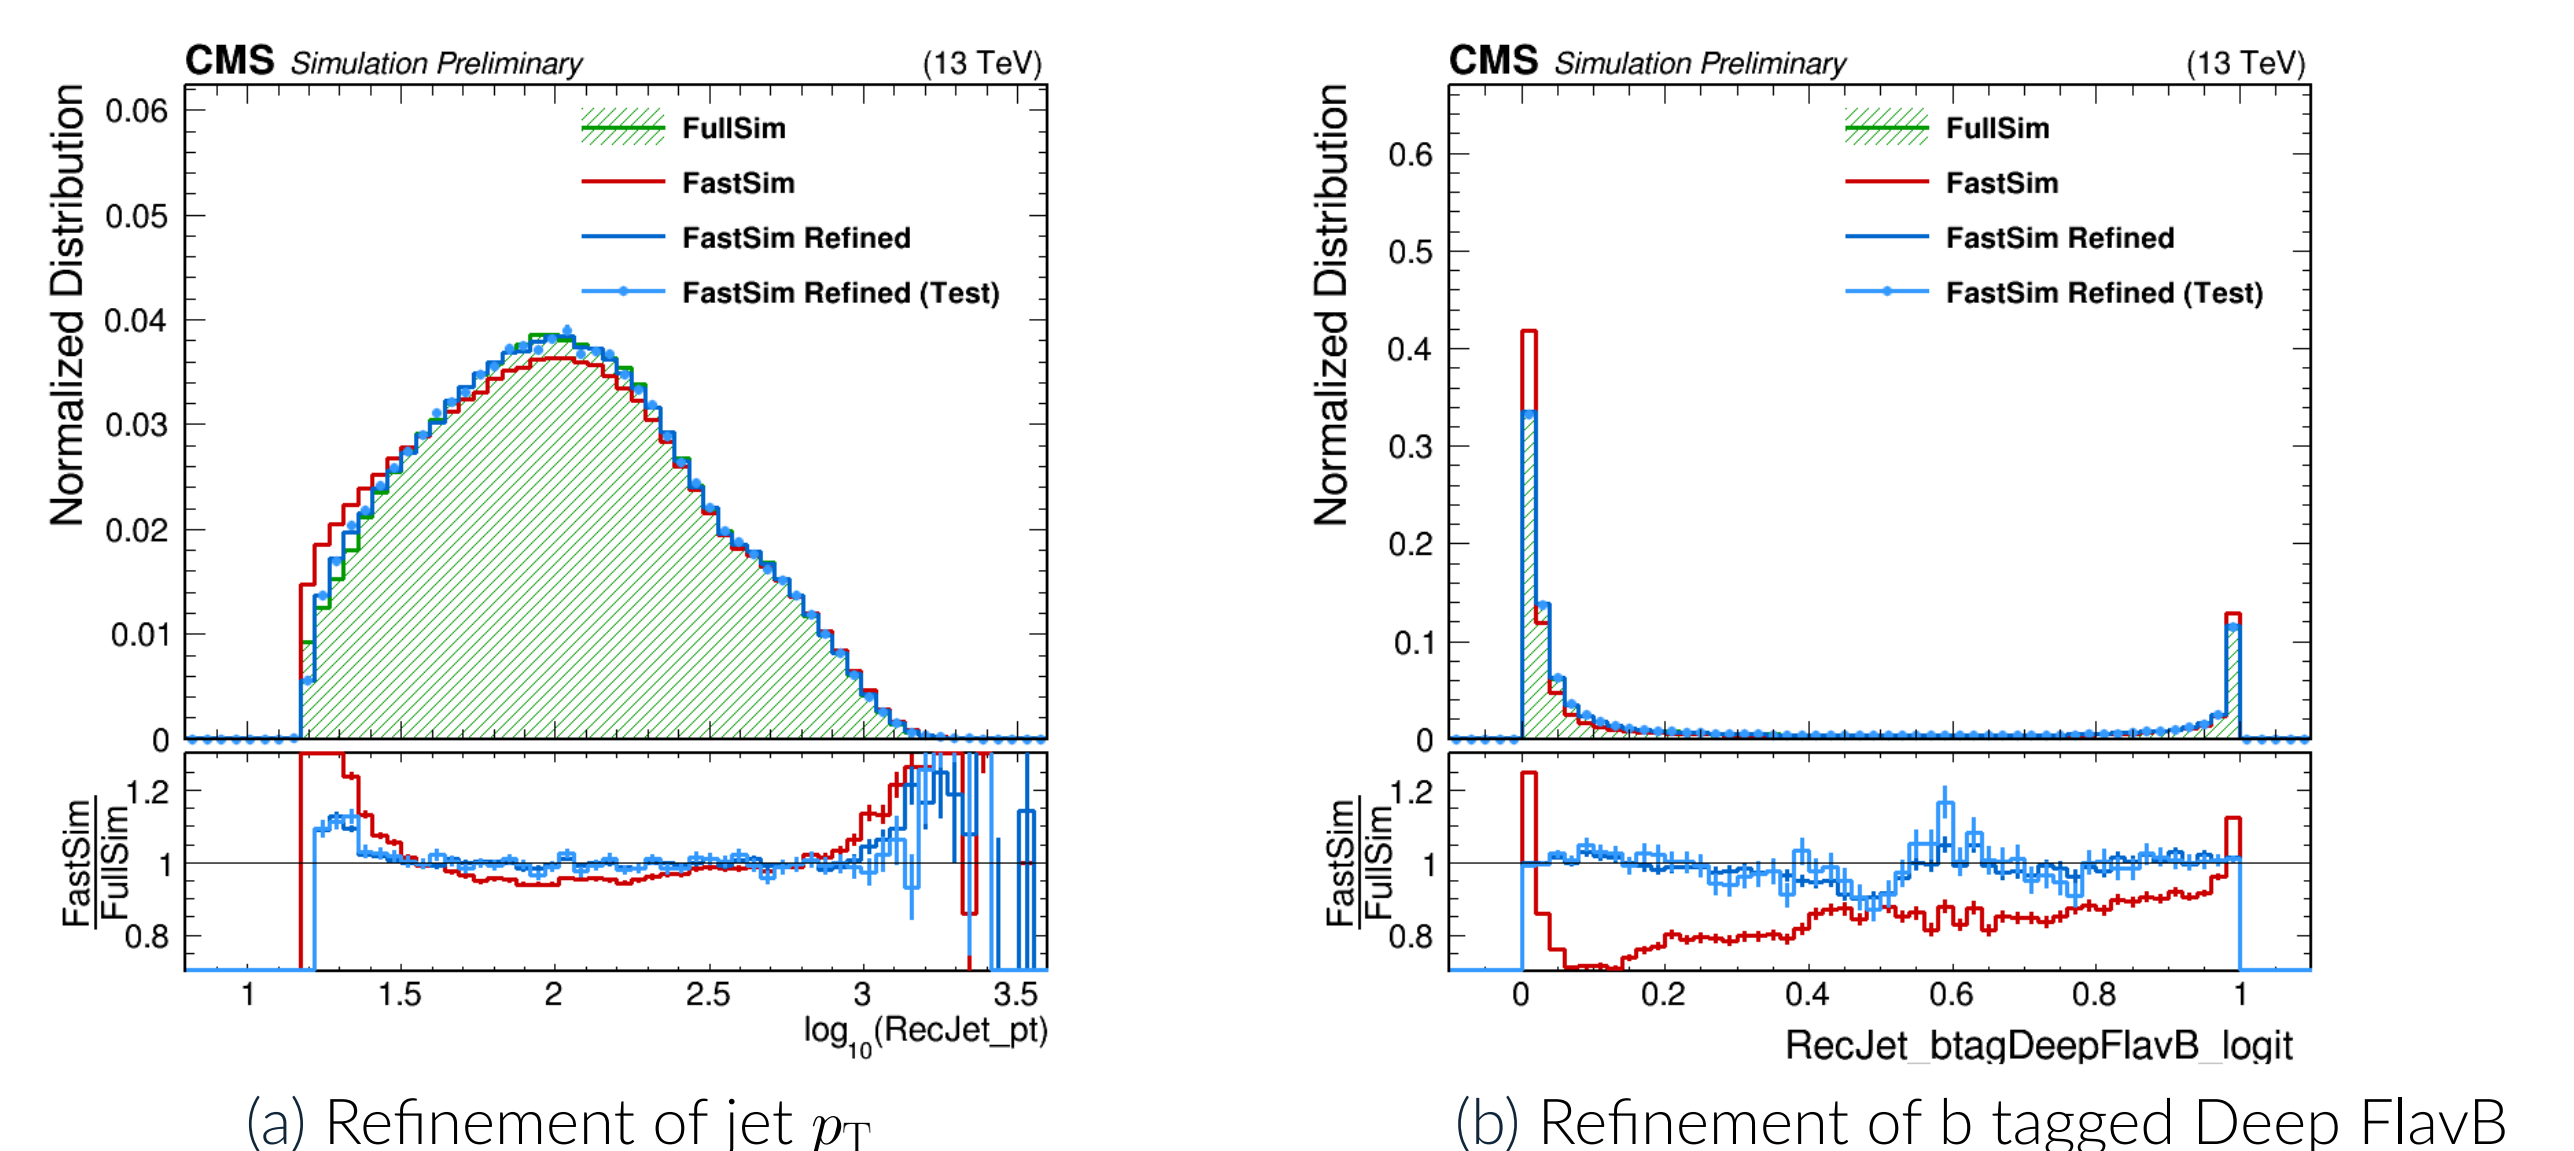 CMS Simulation Preliminary (13 TeV)
Normalized Distribution
0.06
0.05
0.04
0.03
0.02
0.01
0
FullSim
FastSim
FastSim Refined
FastSim Refined (Test)
FastSim
FullSim
1.2
1
0.8
1 1.5 2 2.5 3 3.5
log10(RecJet_pt)
(a) Refinement of jet pT
CMS Simulation Preliminary (13 TeV)
Normalized Distribution
0.6
0.5
0.4
0.3
0.2
0.1
0
FullSim
FastSim
FastSim Refined
FastSim Refined (Test)
FastSim
FullSim
1.2
1
0.8
0 0.2 0.4 0.6 0.8 1
RecJet_btagDeepFlavB_logit
(b) Refinement of b tagged Deep FlavB